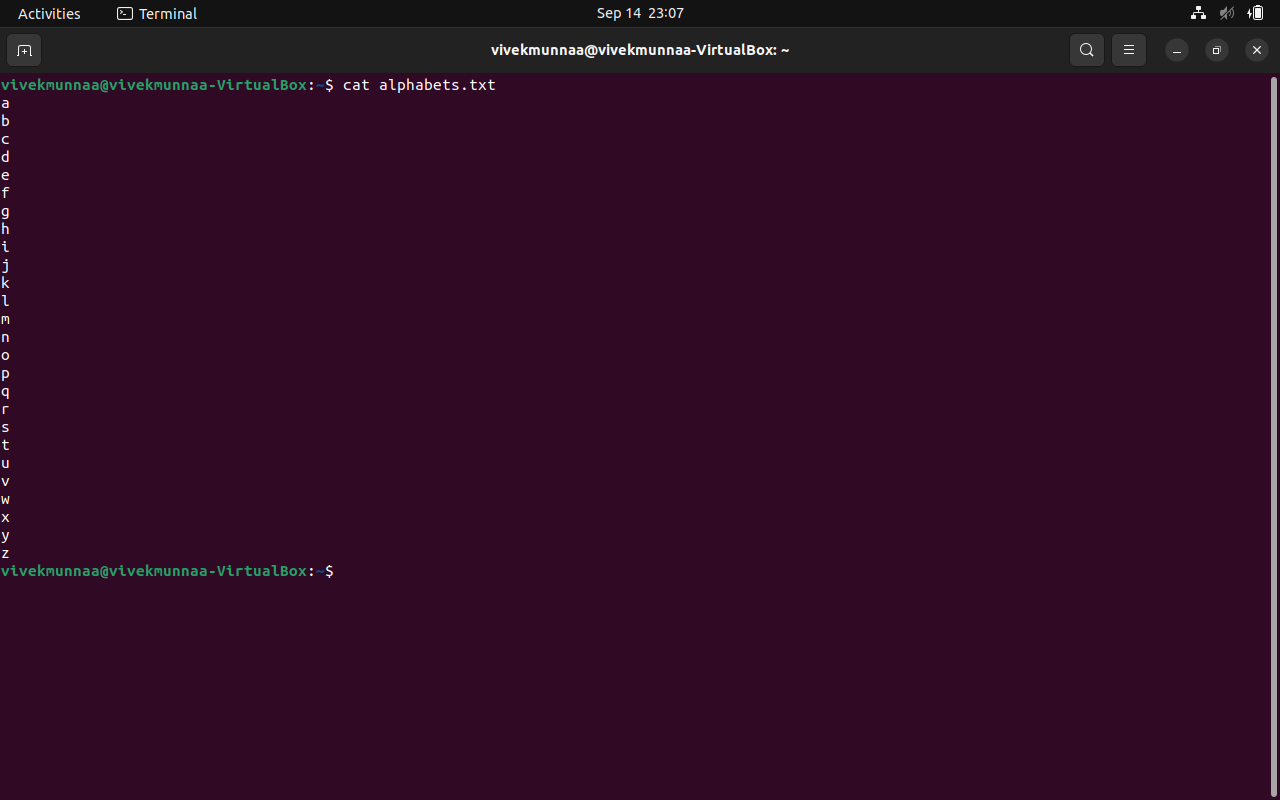 Activities Terminal Sep 14 23:07
vivekmunnaa@vivekmunnaa-VirtualBox: ~
vivekmunnaa@vivekmunnaa-VirtualBox:~$ cat alphabets.txt
a
b
c
d
e
f
g
h
i
j
k
l
m
n
o
p
q
r
s
t
u
v
w
x
y
z
vivekmunnaa@vivekmunnaa-VirtualBox:~$